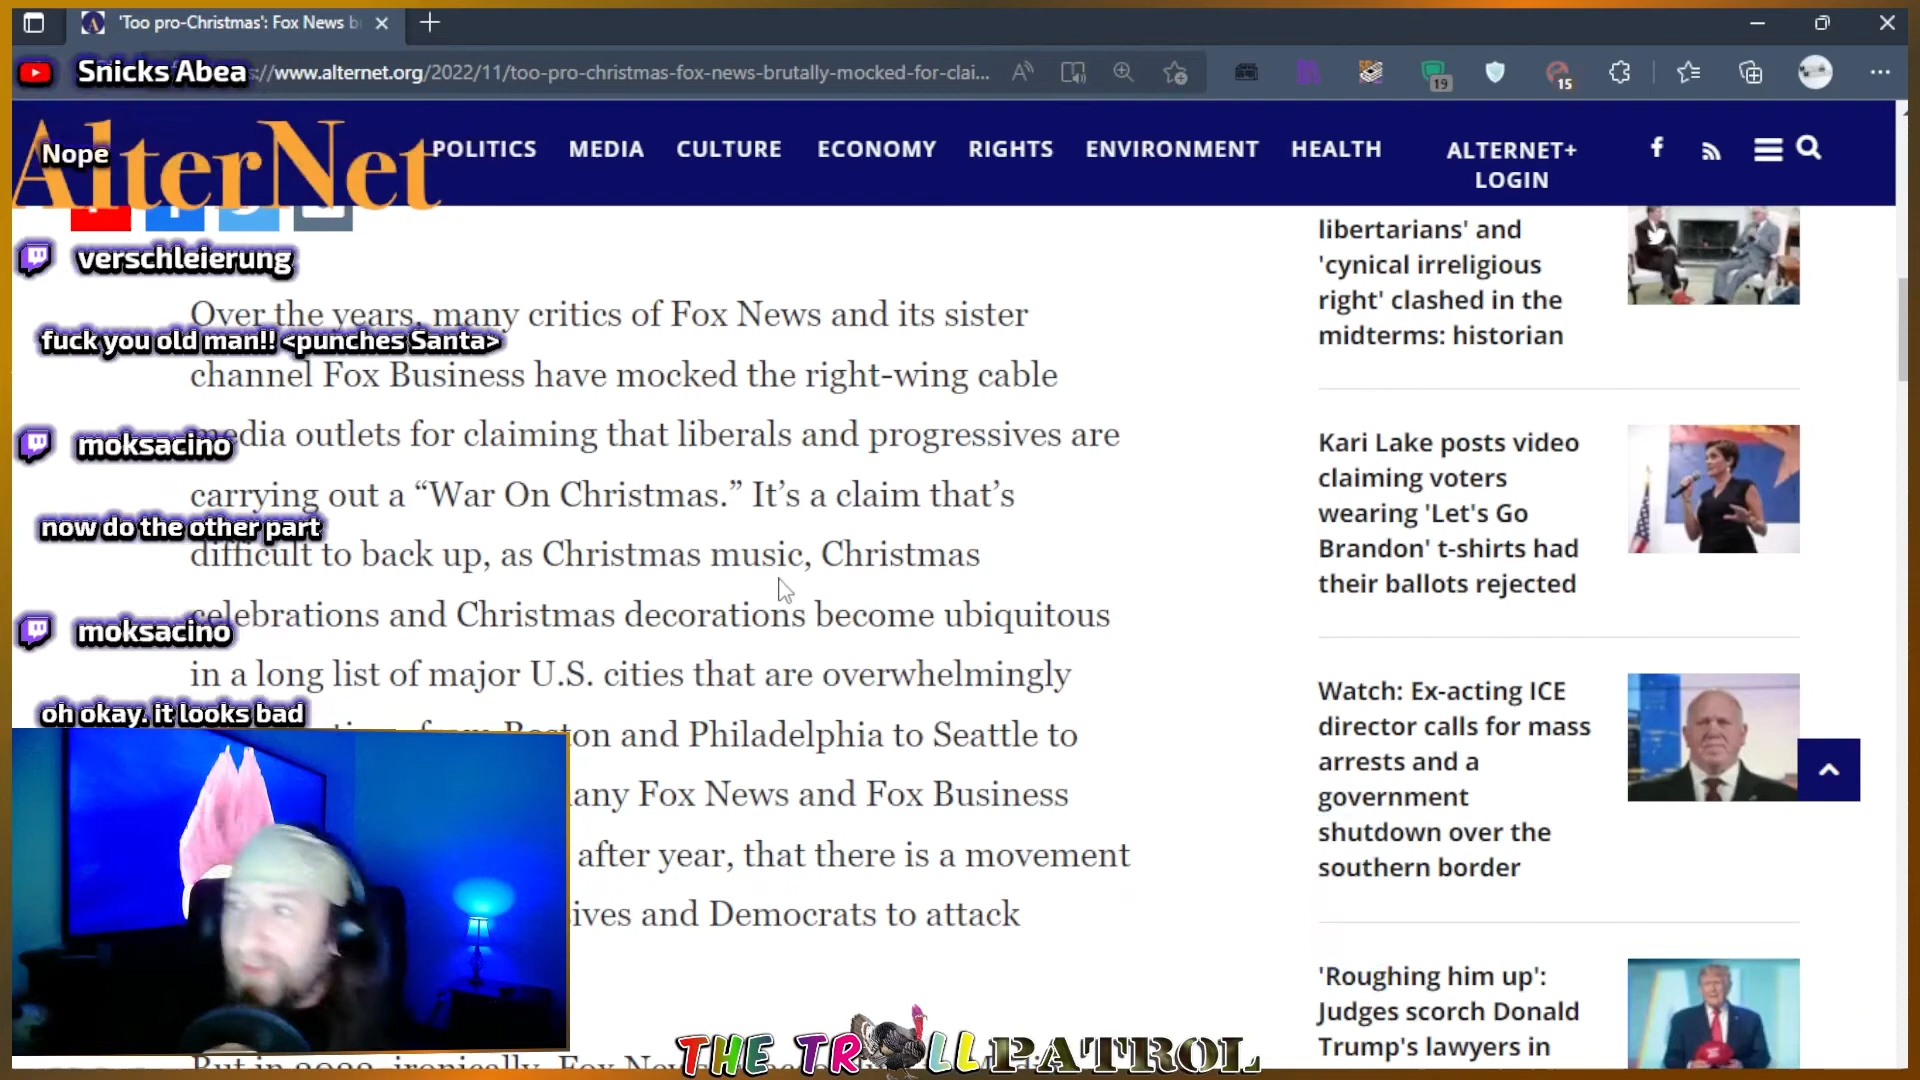 'Too pro-Christmas': Fox News b
Snicks Abea
://www.alternet.org/2022/11/too-pro-christmas-fox-news-brutally-mocked-for-clai...
19
15
AlterNet
POLITICS
MEDIA
CULTURE
ECONOMY
RIGHTS
ENVIRONMENT
HEALTH
ALTERNET+
LOGIN
Nope
verschleierung
fuck you old man!! <punches Santa>
moksacino
now do the other part
moksacino
oh okay. it looks bad
Over the years, many critics of Fox News and its sister
channel Fox Business have mocked the right-wing cable
media outlets for claiming that liberals and progressives are
carrying out a “War On Christmas.” It’s a claim that’s
difficult to back up, as Christmas music, Christmas
celebrations and Christmas decorations become ubiquitous
in a long list of major U.S. cities that are overwhelmingly
from Boston and Philadelphia to Seattle to
many Fox News and Fox Business
after year, that there is a movement
and Democrats to attack
But in 2022, ironically, Fox News
libertarians' and
'cynical irreligious
right' clashed in the
midterms: historian
Kari Lake posts video
claiming voters
wearing 'Let's Go
Brandon' t-shirts had
their ballots rejected
Watch: Ex-acting ICE
director calls for mass
arrests and a
government
shutdown over the
southern border
'Roughing him up':
Judges scorch Donald
Trump's lawyers in
THE TROLL PATROL